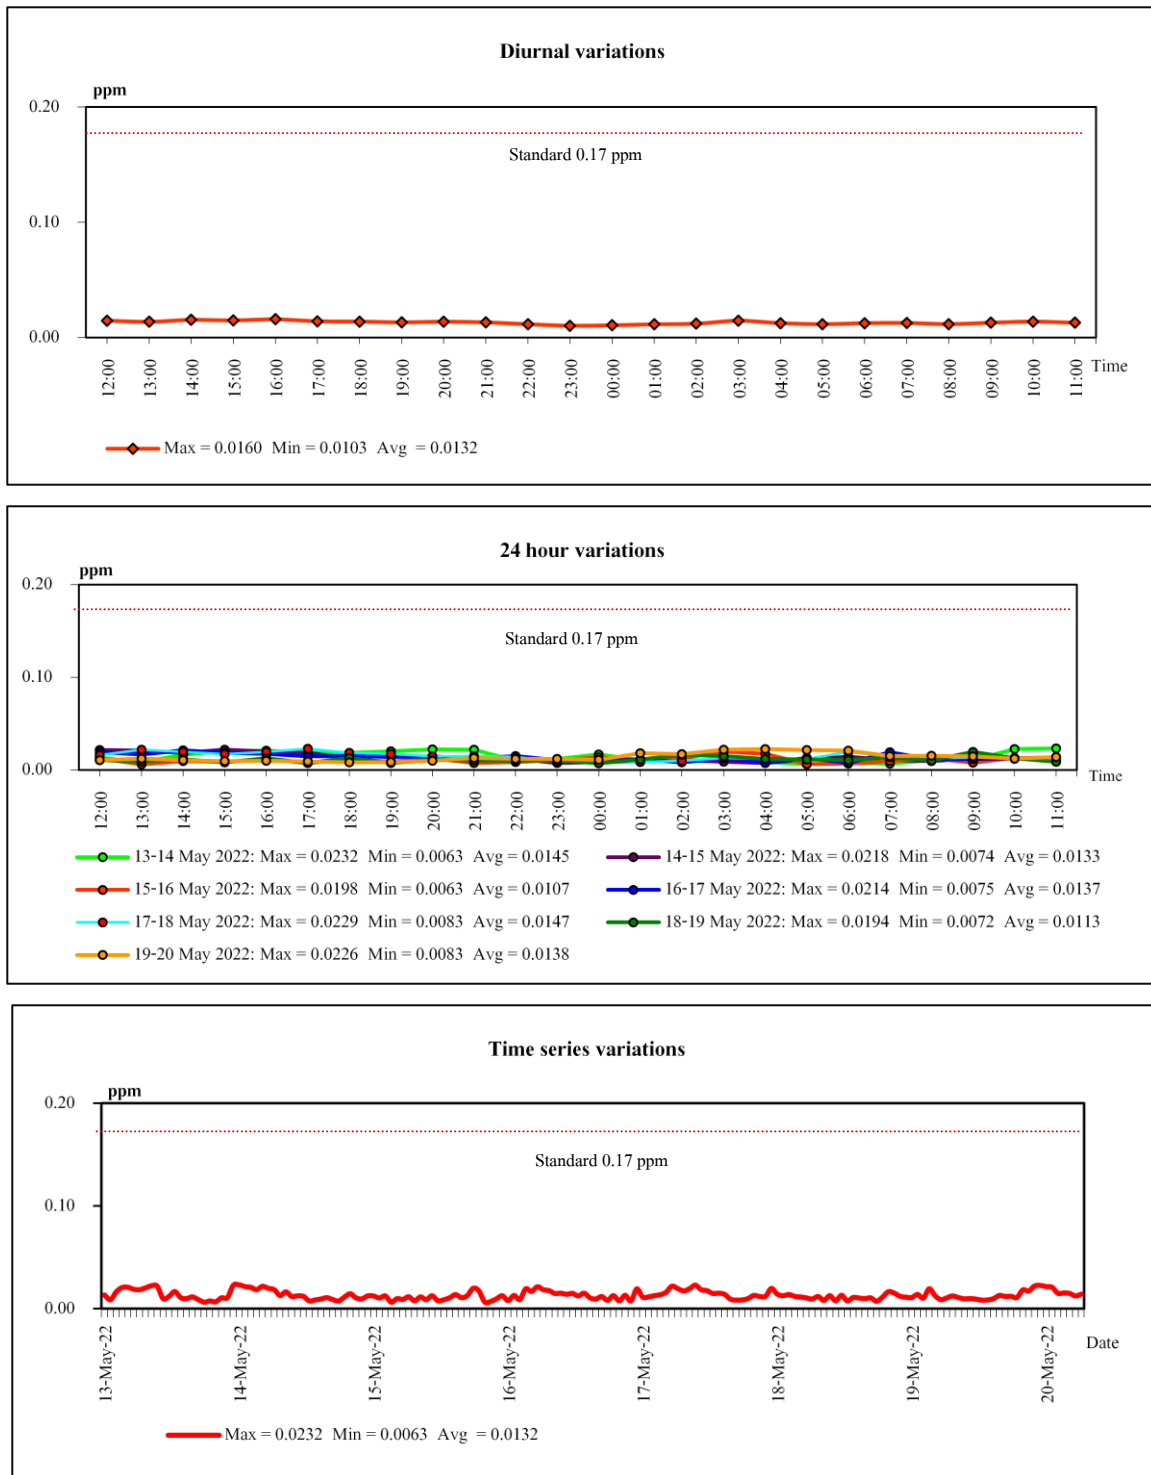 Diurnal variations
ppm
0.20
Standard 0.17 ppm
0.10
0.00
12:00 13:00 14:00 15:00 16:00 17:00 18:00 19:00 20:00 21:00 22:00 23:00 00:00 01:00 02:00 03:00 04:00 05:00 06:00 07:00 08:00 09:00 10:00 11:00 Time
Max = 0.0160 Min = 0.0103 Avg = 0.0132
24 hour variations
ppm
0.20
Standard 0.17 ppm
0.10
0.00
12:00 13:00 14:00 15:00 16:00 17:00 18:00 19:00 20:00 21:00 22:00 23:00 00:00 01:00 02:00 03:00 04:00 05:00 06:00 07:00 08:00 09:00 10:00 11:00 Time
13-14 May 2022: Max = 0.0232 Min = 0.0063 Avg = 0.0145 14-15 May 2022: Max = 0.0218 Min = 0.0074 Avg = 0.0133
15-16 May 2022: Max = 0.0198 Min = 0.0063 Avg = 0.0107 16-17 May 2022: Max = 0.0214 Min = 0.0075 Avg = 0.0137
17-18 May 2022: Max = 0.0229 Min = 0.0083 Avg = 0.0147 18-19 May 2022: Max = 0.0194 Min = 0.0072 Avg = 0.0113
19-20 May 2022: Max = 0.0226 Min = 0.0083 Avg = 0.0138
Time series variations
ppm
0.20
Standard 0.17 ppm
0.10
0.00
13-May-22 14-May-22 15-May-22 16-May-22 17-May-22 18-May-22 19-May-22 20-May-22 Date
Max = 0.0232 Min = 0.0063 Avg = 0.0132